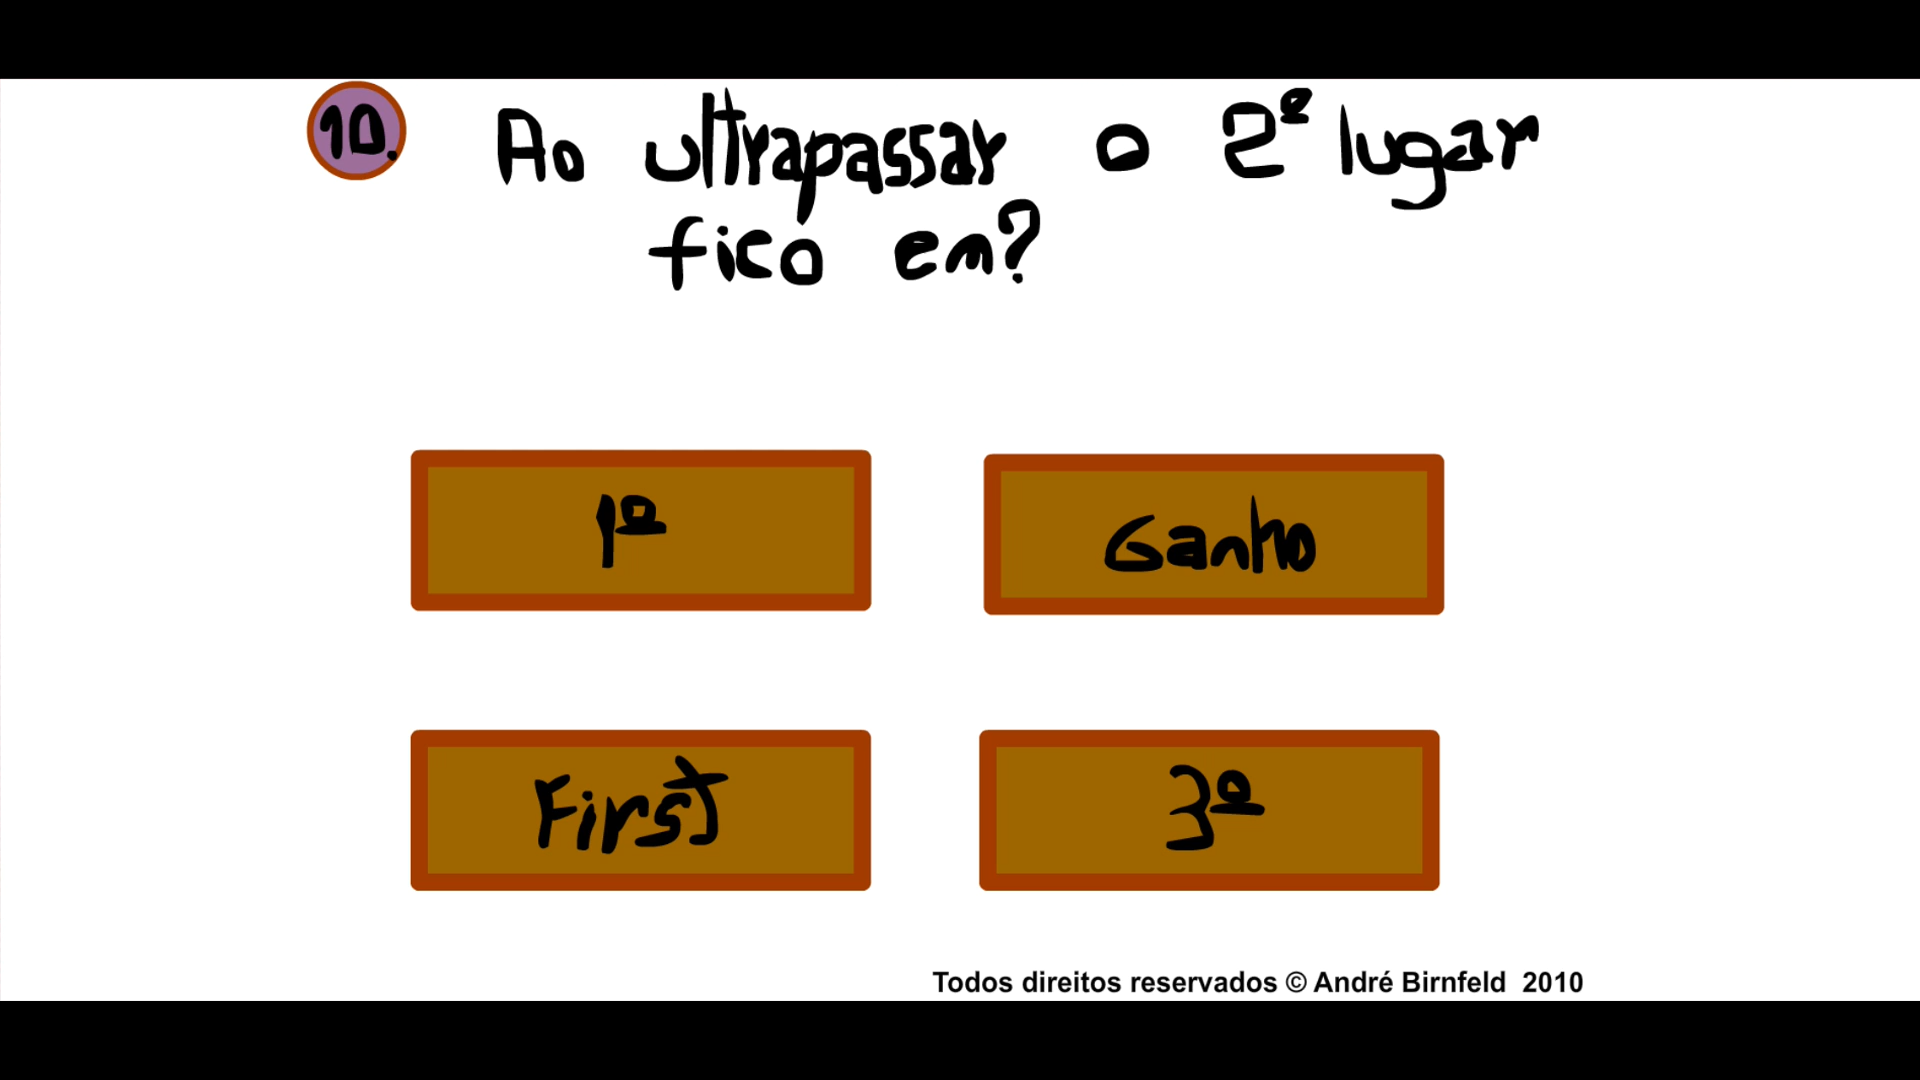 10. Ao ultrapassar o 2º lugar
fico em?
1º
Ganho
First
3º
Todos direitos reservados © André Birnfeld 2010